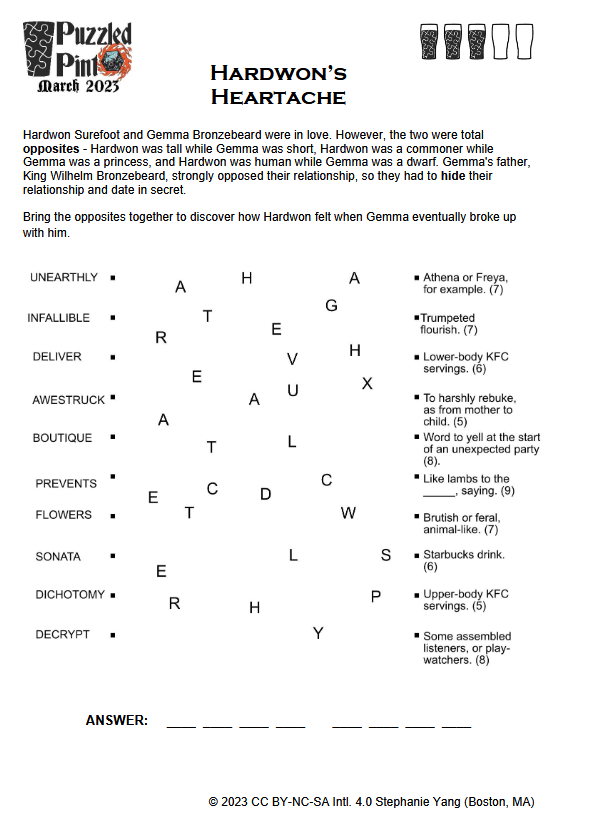 Puzzled
Pint
March 2023
HARDWON'S
HEARTACHE
Hardwon Surefoot and Gemma Bronzebeard were in love. However, the two were total
opposites - Hardwon was tall while Gemma was short, Hardwon was a commoner while
Gemma was a princess, and Hardwon was human while Gemma was a dwarf. Gemma's father,
King Wilhelm Bronzebeard, strongly opposed their relationship, so they had to hide their
relationship and date in secret.
Bring the opposites together to discover how Hardwon felt when Gemma eventually broke up
with him.
UNEARTHLY
INFALLIBLE
DELIVER
AWESTRUCK
BOUTIQUE
PREVENTS
FLOWERS
SONATA
DICHOTOMY
DECRYPT
A H A
G
T
E
R
V H
E
A U X
A
T L
C
E C D
T W
L S
E
R H P
Y
Athena or Freya,
for example. (7)
Trumpeted
flourish. (7)
Lower-body KFC
servings. (6)
To harshly rebuke,
as from mother to
child. (5)
Word to yell at the start
of an unexpected party
(8).
Like lambs to the
_____, saying. (9)
Brutish or feral,
animal-like. (7)
Starbucks drink.
(6)
Upper-body KFC
servings. (5)
Some assembled
listeners, or play-
watchers. (8)
ANSWER: ____ ____ ____ ____ ____ ____ ____ ____
© 2023 CC BY-NC-SA Intl. 4.0 Stephanie Yang (Boston, MA)